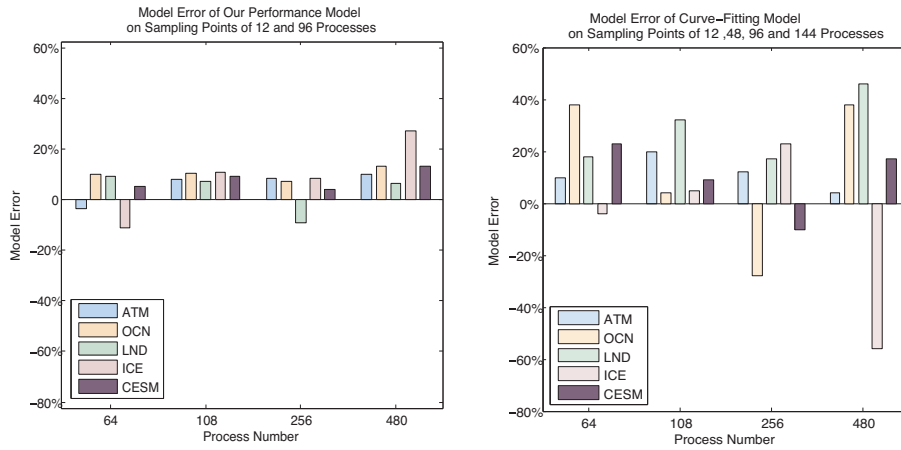 Model Error of Our Performance Model
on Sampling Points of 12 and 96 Processes
60%
40%
20%
0
−20%
−40%
−60%
−80%
Model Error
ATM
OCN
LND
ICE
CESM
64
108
256
480
Process Number
Model Error of Curve−Fitting Model
on Sampling Points of 12 ,48, 96 and 144 Processes
60%
40%
20%
0%
−20%
−40%
−60%
−80%
Model Error
ATM
OCN
LND
ICE
CESM
64
108
256
480
Process Number